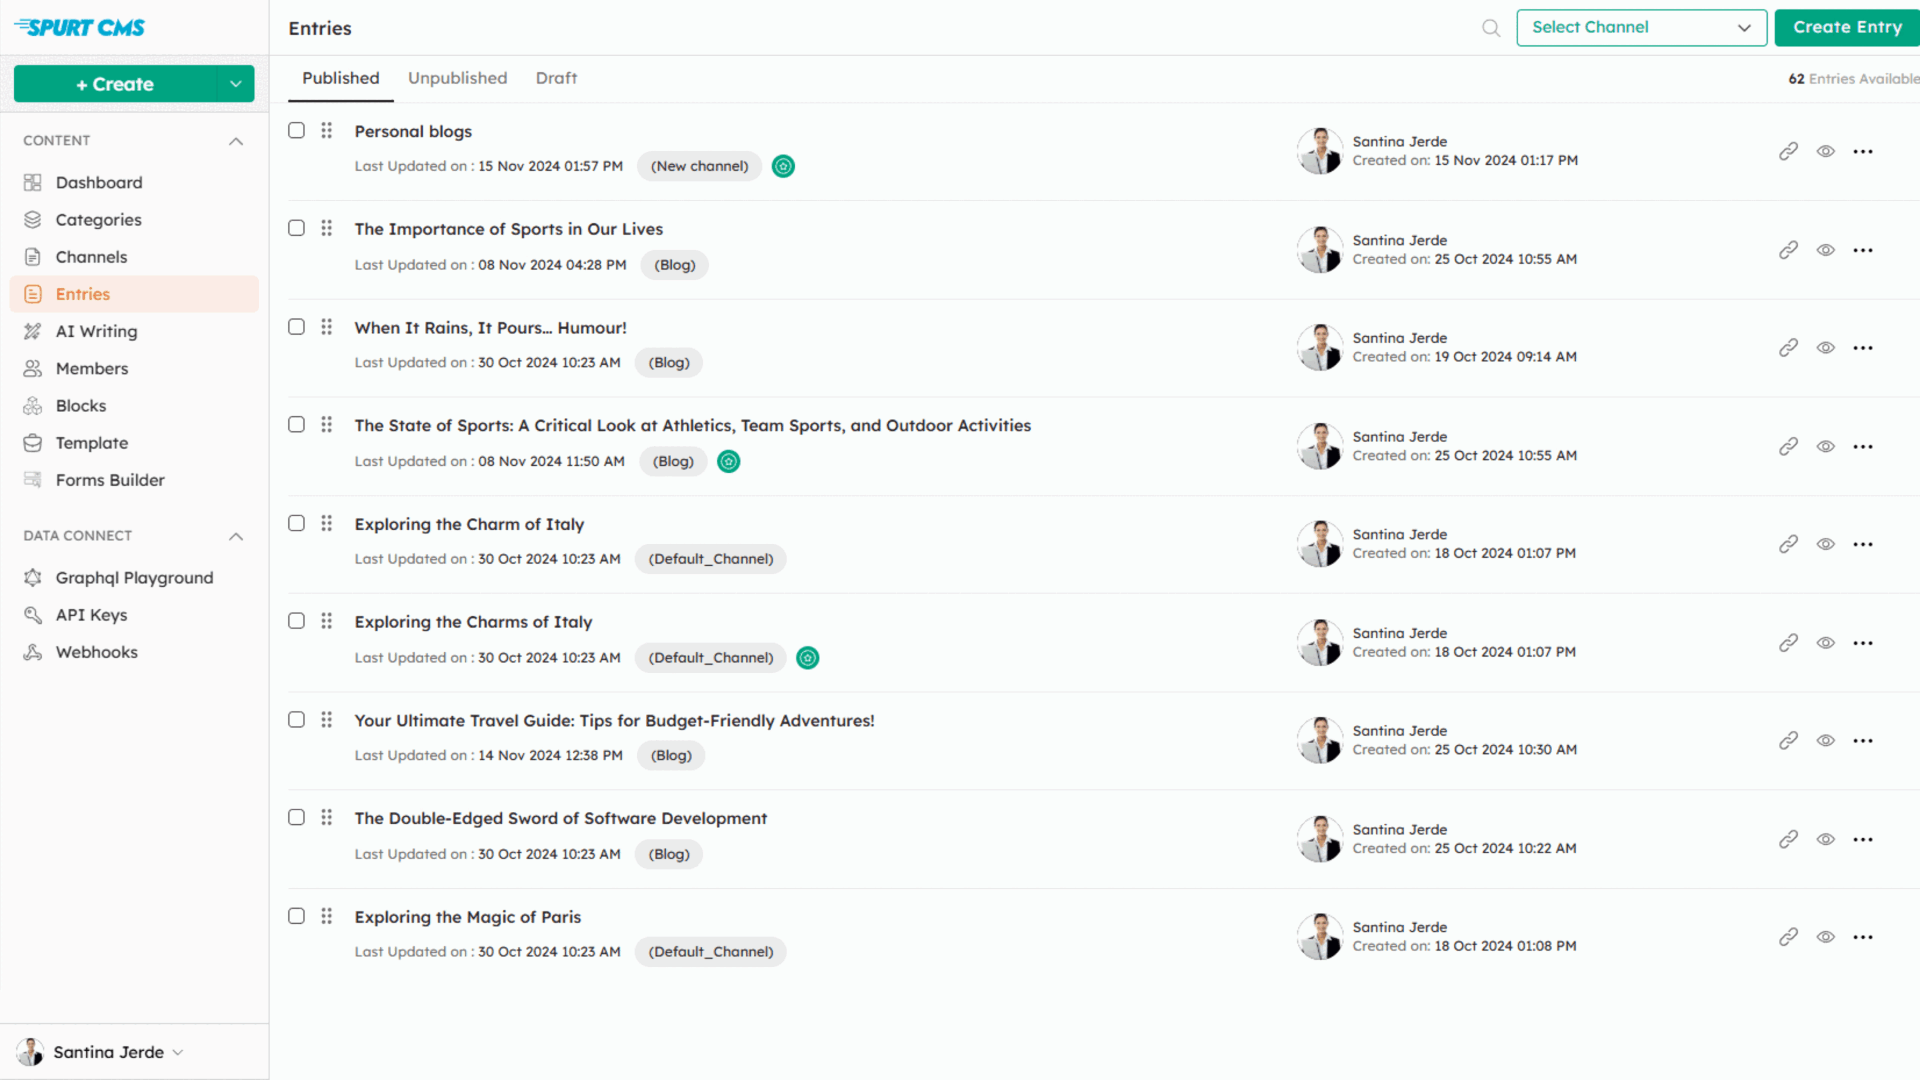 SPURT CMS
+ Create
CONTENT
Dashboard
Categories
Channels
Entries
AI Writing
Members
Blocks
Template
Forms Builder
DATA CONNECT
Graphql Playground
API Keys
Webhooks
Santina Jerde
Entries
Select Channel
Create Entry
Published Unpublished Draft
62 Entries Available
Personal blogs
Last Updated on : 15 Nov 2024 01:57 PM (New channel)
Santina Jerde
Created on: 15 Nov 2024 01:17 PM
The Importance of Sports in Our Lives
Last Updated on : 08 Nov 2024 04:28 PM (Blog)
Santina Jerde
Created on: 25 Oct 2024 10:55 AM
When It Rains, It Pours... Humour!
Last Updated on : 30 Oct 2024 10:23 AM (Blog)
Santina Jerde
Created on: 19 Oct 2024 09:14 AM
The State of Sports: A Critical Look at Athletics, Team Sports, and Outdoor Activities
Last Updated on : 08 Nov 2024 11:50 AM (Blog)
Santina Jerde
Created on: 25 Oct 2024 10:55 AM
Exploring the Charm of Italy
Last Updated on : 30 Oct 2024 10:23 AM (Default_Channel)
Santina Jerde
Created on: 18 Oct 2024 01:07 PM
Exploring the Charms of Italy
Last Updated on : 30 Oct 2024 10:23 AM (Default_Channel)
Santina Jerde
Created on: 18 Oct 2024 01:07 PM
Your Ultimate Travel Guide: Tips for Budget-Friendly Adventures!
Last Updated on : 14 Nov 2024 12:38 PM (Blog)
Santina Jerde
Created on: 25 Oct 2024 10:30 AM
The Double-Edged Sword of Software Development
Last Updated on : 30 Oct 2024 10:23 AM (Blog)
Santina Jerde
Created on: 25 Oct 2024 10:22 AM
Exploring the Magic of Paris
Last Updated on : 30 Oct 2024 10:23 AM (Default_Channel)
Santina Jerde
Created on: 18 Oct 2024 01:08 PM